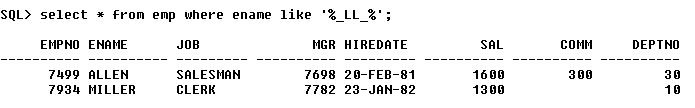 SQL> select * from emp where ename like '%_LL_%';
EMPNO ENAME JOB MGR HIREDATE SAL COMM DEPTNO
---------- ---------- --------- ---------- --------- ---------- ---------- ----------
7499 ALLEN SALESMAN 7698 20-FEB-81 1600 300 30
7934 MILLER CLERK 7782 23-JAN-82 1300 10